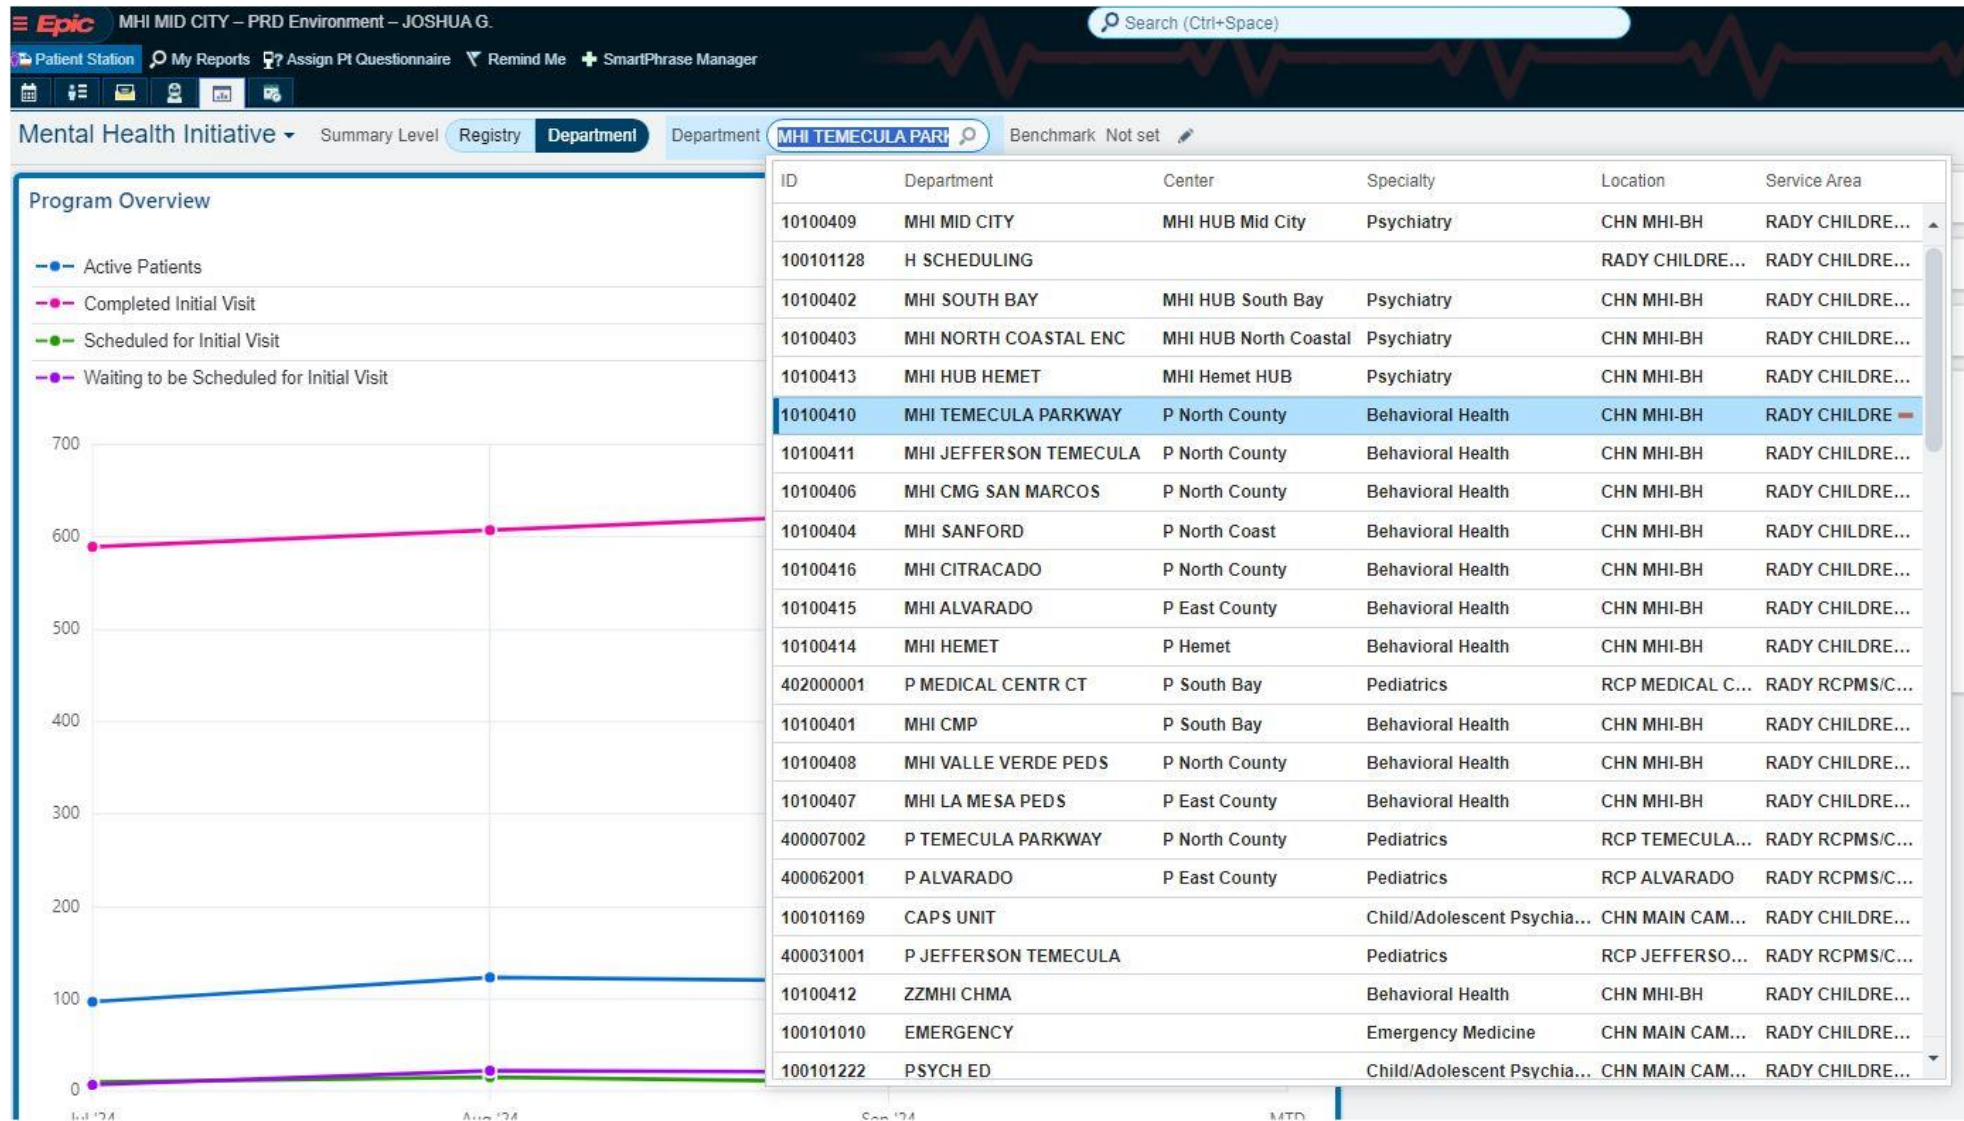 Epic MHI MID CITY – PRD Environment – JOSHUA G. Search (Ctrl+Space)
Patient Station My Reports Assign Pt Questionnaire Remind Me SmartPhrase Manager
Mental Health Initiative Summary Level Registry Department Department MHI TEMECULA PARK Benchmark Not set
Program Overview
Active Patients
Completed Initial Visit
Scheduled for Initial Visit
Waiting to be Scheduled for Initial Visit
700
600
500
400
300
200
100
0
Jul '24 Aug '24 Sep '24 MTD
ID Department Center Specialty Location Service Area
10100409 MHI MID CITY MHI HUB Mid City Psychiatry CHN MHI-BH RADY CHILDRE...
100101128 H SCHEDULING RADY CHILDRE... RADY CHILDRE...
10100402 MHI SOUTH BAY MHI HUB South Bay Psychiatry CHN MHI-BH RADY CHILDRE...
10100403 MHI NORTH COASTAL ENC MHI HUB North Coastal Psychiatry CHN MHI-BH RADY CHILDRE...
10100413 MHI HUB HEMET MHI Hemet HUB Psychiatry CHN MHI-BH RADY CHILDRE...
10100410 MHI TEMECULA PARKWAY P North County Behavioral Health CHN MHI-BH RADY CHILDRE
10100411 MHI JEFFERSON TEMECULA P North County Behavioral Health CHN MHI-BH RADY CHILDRE...
10100406 MHI CMG SAN MARCOS P North County Behavioral Health CHN MHI-BH RADY CHILDRE...
10100404 MHI SANFORD P North Coast Behavioral Health CHN MHI-BH RADY CHILDRE...
10100416 MHI CITRACADO P North County Behavioral Health CHN MHI-BH RADY CHILDRE...
10100415 MHI ALVARADO P East County Behavioral Health CHN MHI-BH RADY CHILDRE...
10100414 MHI HEMET P Hemet Behavioral Health CHN MHI-BH RADY CHILDRE...
402000001 P MEDICAL CENTR CT P South Bay Pediatrics RCP MEDICAL C... RADY RCPMS/C...
10100401 MHI CMP P South Bay Behavioral Health CHN MHI-BH RADY CHILDRE...
10100408 MHI VALLE VERDE PEDS P North County Behavioral Health CHN MHI-BH RADY CHILDRE...
10100407 MHI LA MESA PEDS P East County Behavioral Health CHN MHI-BH RADY CHILDRE...
400007002 P TEMECULA PARKWAY P North County Pediatrics RCP TEMECULA... RADY RCPMS/C...
400062001 P ALVARADO P East County Pediatrics RCP ALVARADO RADY RCPMS/C...
100101169 CAPS UNIT Child/Adolescent Psychia... CHN MAIN CAM... RADY CHILDRE...
400031001 P JEFFERSON TEMECULA Pediatrics RCP JEFFERSO... RADY RCPMS/C...
10100412 ZZMHI CHMA Behavioral Health CHN MHI-BH RADY CHILDRE...
100101010 EMERGENCY Emergency Medicine CHN MAIN CAM... RADY CHILDRE...
100101222 PSYCH ED Child/Adolescent Psychia... CHN MAIN CAM... RADY CHILDRE...